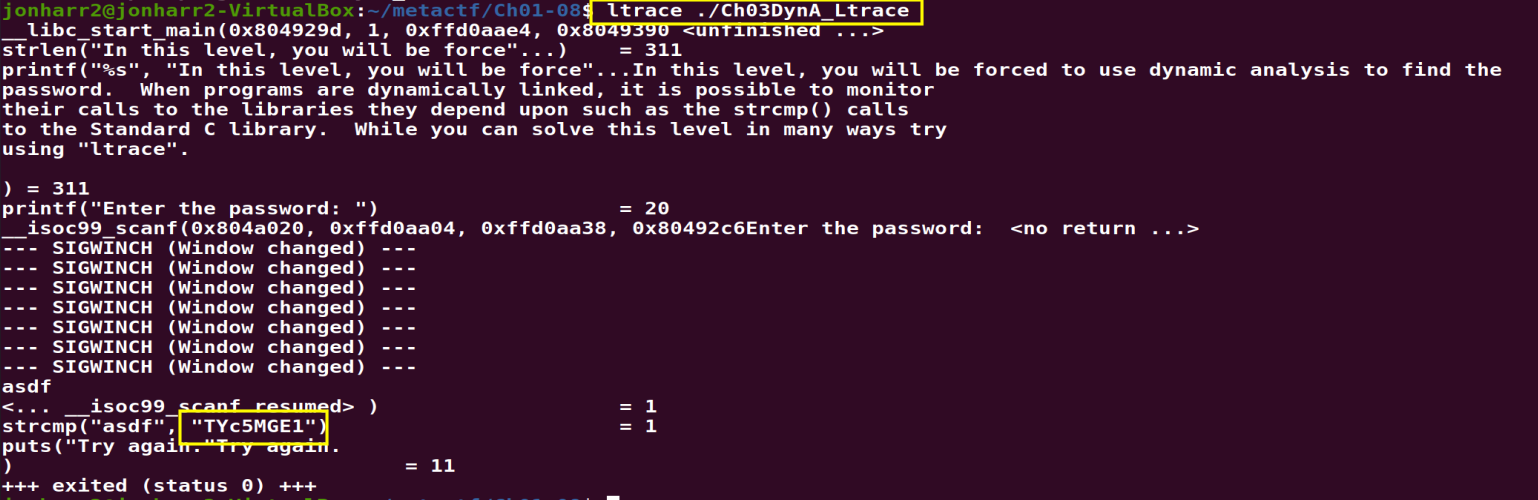 jonharr2@jonharr2-VirtualBox:~/metactf/Ch01-08$ ltrace ./Ch03DynA_Ltrace
__libc_start_main(0x804929d, 1, 0xffd0aae4, 0x8049390 <unfinished ...>
strlen("In this level, you will be force"...)    = 311
printf("%s", "In this level, you will be force"...In this level, you will be forced to use dynamic analysis to find the
password.  When programs are dynamically linked, it is possible to monitor
their calls to the libraries they depend upon such as the strcmp() calls
to the Standard C library.  While you can solve this level in many ways try
using "ltrace".
) = 311
printf("Enter the password: ")                   = 20
__isoc99_scanf(0x804a020, 0xffd0aa04, 0xffd0aa38, 0x80492c6Enter the password:  <no return ...>
--- SIGWINCH (Window changed) ---
--- SIGWINCH (Window changed) ---
--- SIGWINCH (Window changed) ---
--- SIGWINCH (Window changed) ---
--- SIGWINCH (Window changed) ---
--- SIGWINCH (Window changed) ---
--- SIGWINCH (Window changed) ---
asdf
<... __isoc99_scanf resumed> )                   = 1
strcmp("asdf", "TYc5MGE1")                       = 1
puts("Try again."Try again.
)                                = 11
+++ exited (status 0) +++